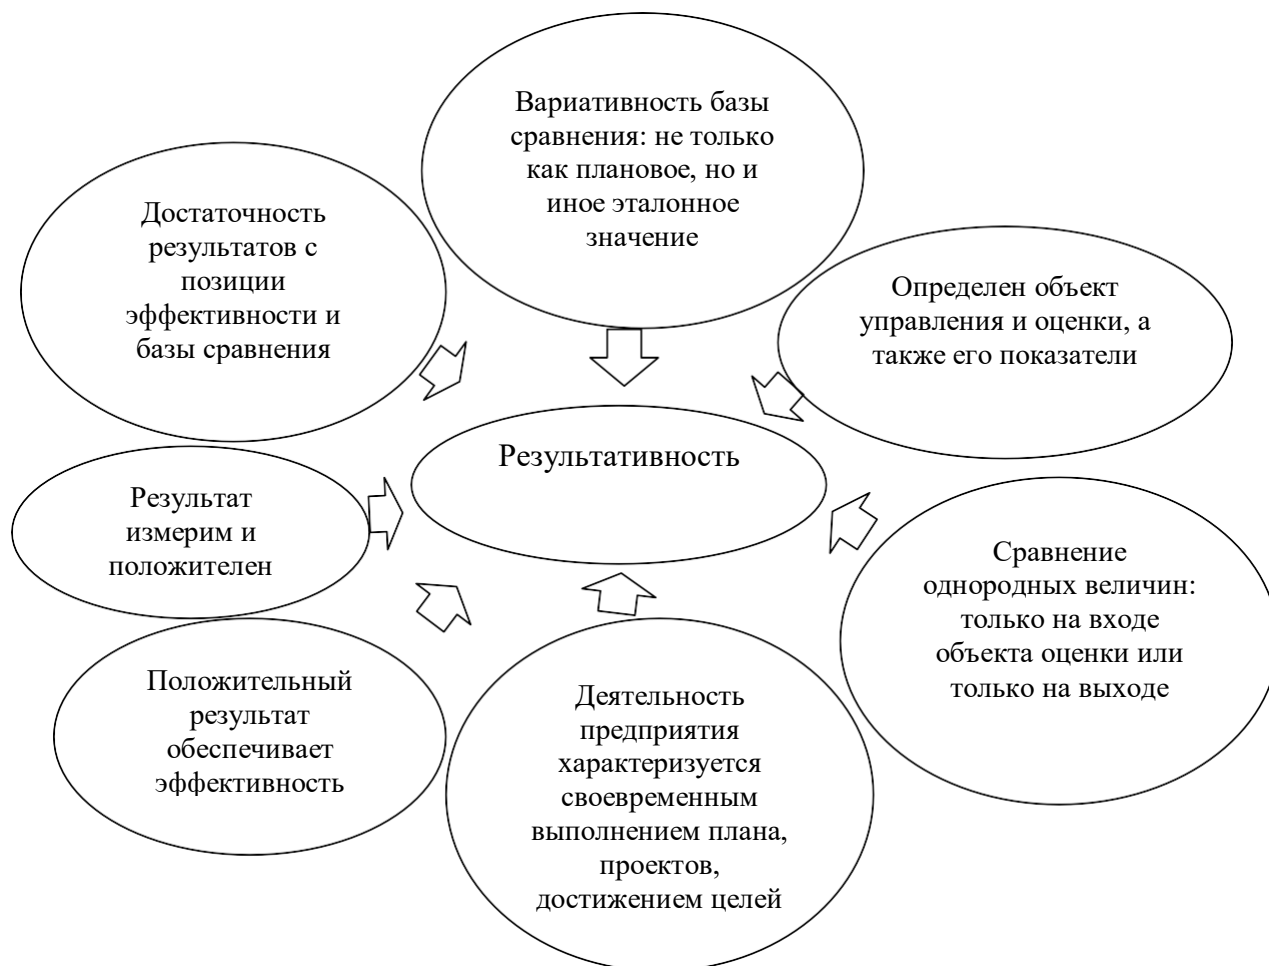 Вариативность базы
сравнения: не только
как плановое, но и
иное эталонное
значение
Достаточность
результатов с
позиции
эффективности и
базы сравнения
Определен объект
управления и оценки, а
также его показатели
Результативность
Результат
измерим и
положителен
Сравнение
однородных величин:
только на входе
объекта оценки или
только на выходе
Положительный
результат
обеспечивает
эффективность
Деятельность
предприятия
характеризуется
своевременным
выполнением плана,
проектов,
достижением целей